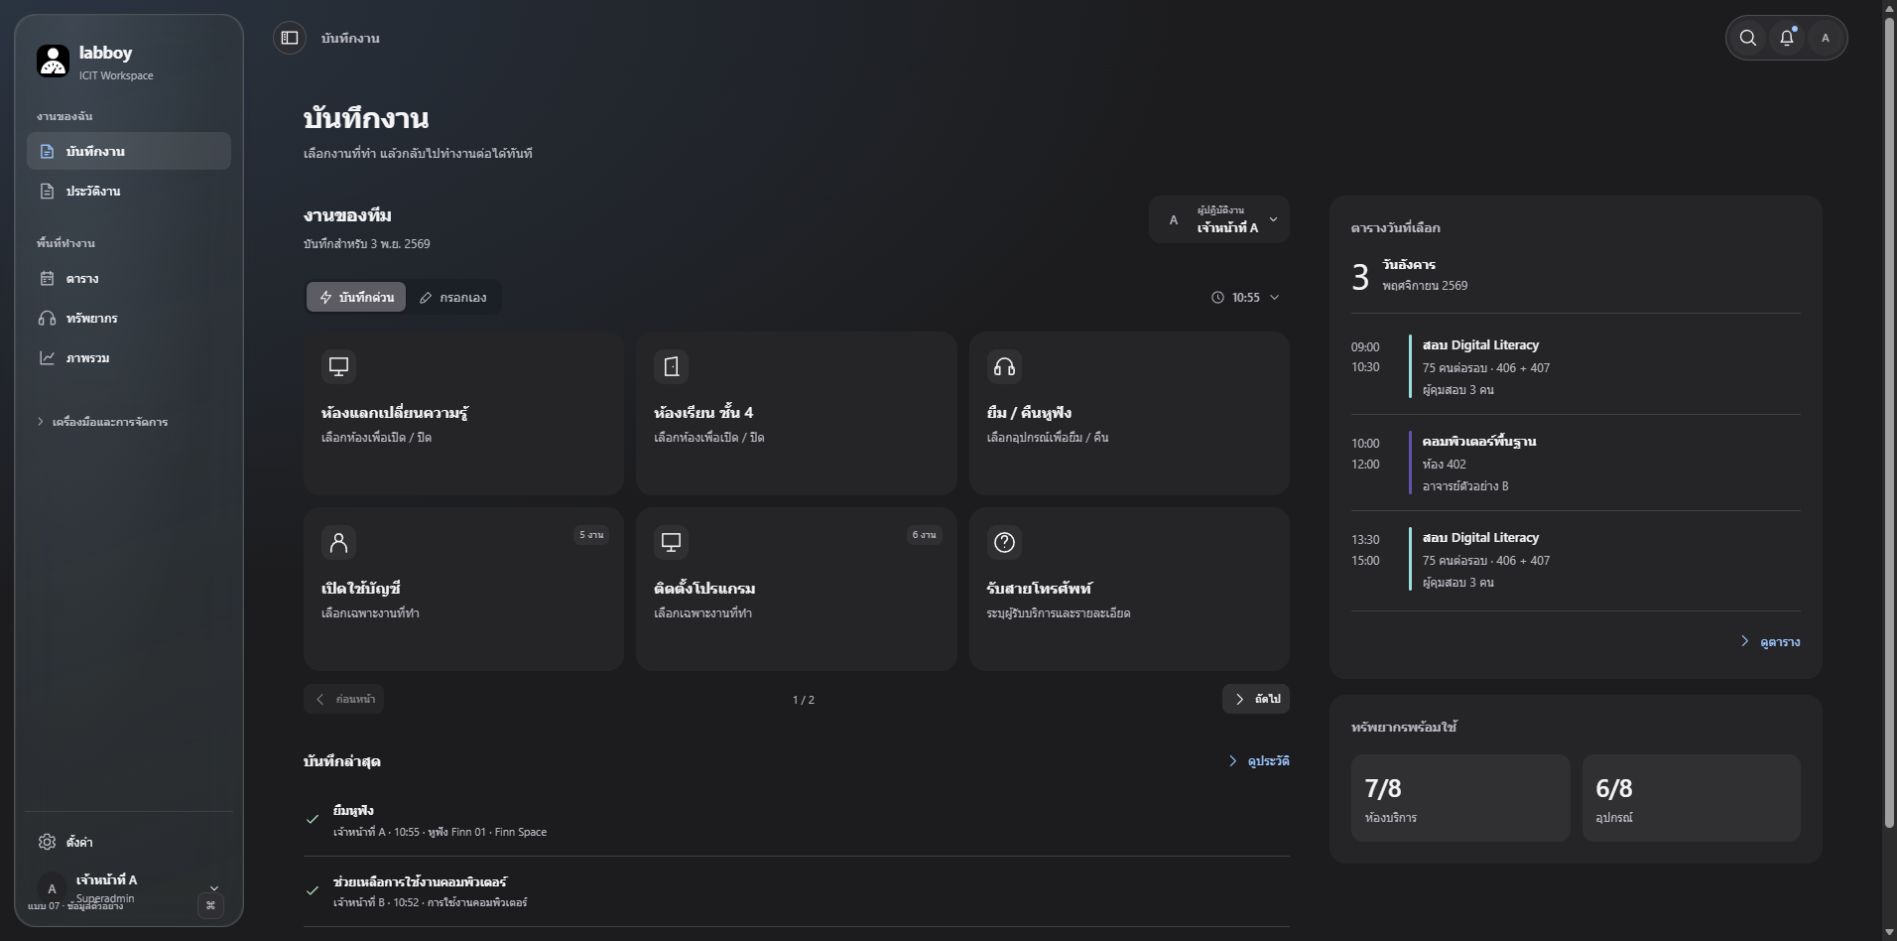 labboy
ICIT Workspace
งานของฉัน
บันทึกงาน
ประวัติงาน
พื้นที่ทำงาน
ตาราง
ทรัพยากร
ภาพรวม
เครื่องมือและการจัดการ
ตั้งค่า
A
เจ้าหน้าที่ A
Superadmin
แบบ 07 · ข้อมูลตัวอย่าง
⌘
บันทึกงาน
A
บันทึกงาน
เลือกงานที่ทำ แล้วกลับไปทำงานต่อได้ทันที
งานของทีม
บันทึกสำหรับ 3 พ.ย. 2569
A
ผู้ปฏิบัติงาน
เจ้าหน้าที่ A
บันทึกด่วน
กรอกเอง
10:55
ห้องแลกเปลี่ยนความรู้
เลือกห้องเพื่อเปิด / ปิด
ห้องเรียน ชั้น 4
เลือกห้องเพื่อเปิด / ปิด
ยืม / คืนหูฟัง
เลือกอุปกรณ์เพื่อยืม / คืน
5 งาน
เปิดใช้บัญชี
เลือกเฉพาะงานที่ทำ
6 งาน
ติดตั้งโปรแกรม
เลือกเฉพาะงานที่ทำ
รับสายโทรศัพท์
ระบุผู้รับบริการและรายละเอียด
ก่อนหน้า
1 / 2
ถัดไป
บันทึกล่าสุด
ดูประวัติ
ยืมหูฟัง
เจ้าหน้าที่ A · 10:55 · หูฟัง Finn 01 · Finn Space
ช่วยเหลือการใช้งานคอมพิวเตอร์
เจ้าหน้าที่ B · 10:52 · การใช้งานคอมพิวเตอร์
ตารางวันที่เลือก
3
วันอังคาร
พฤศจิกายน 2569
09:00
10:30
สอบ Digital Literacy
75 คนต่อรอบ · 406 + 407
ผู้คุมสอบ 3 คน
10:00
12:00
คอมพิวเตอร์พื้นฐาน
ห้อง 402
อาจารย์ตัวอย่าง B
13:30
15:00
สอบ Digital Literacy
75 คนต่อรอบ · 406 + 407
ผู้คุมสอบ 3 คน
ดูตาราง
ทรัพยากรพร้อมใช้
7/8
ห้องบริการ
6/8
อุปกรณ์